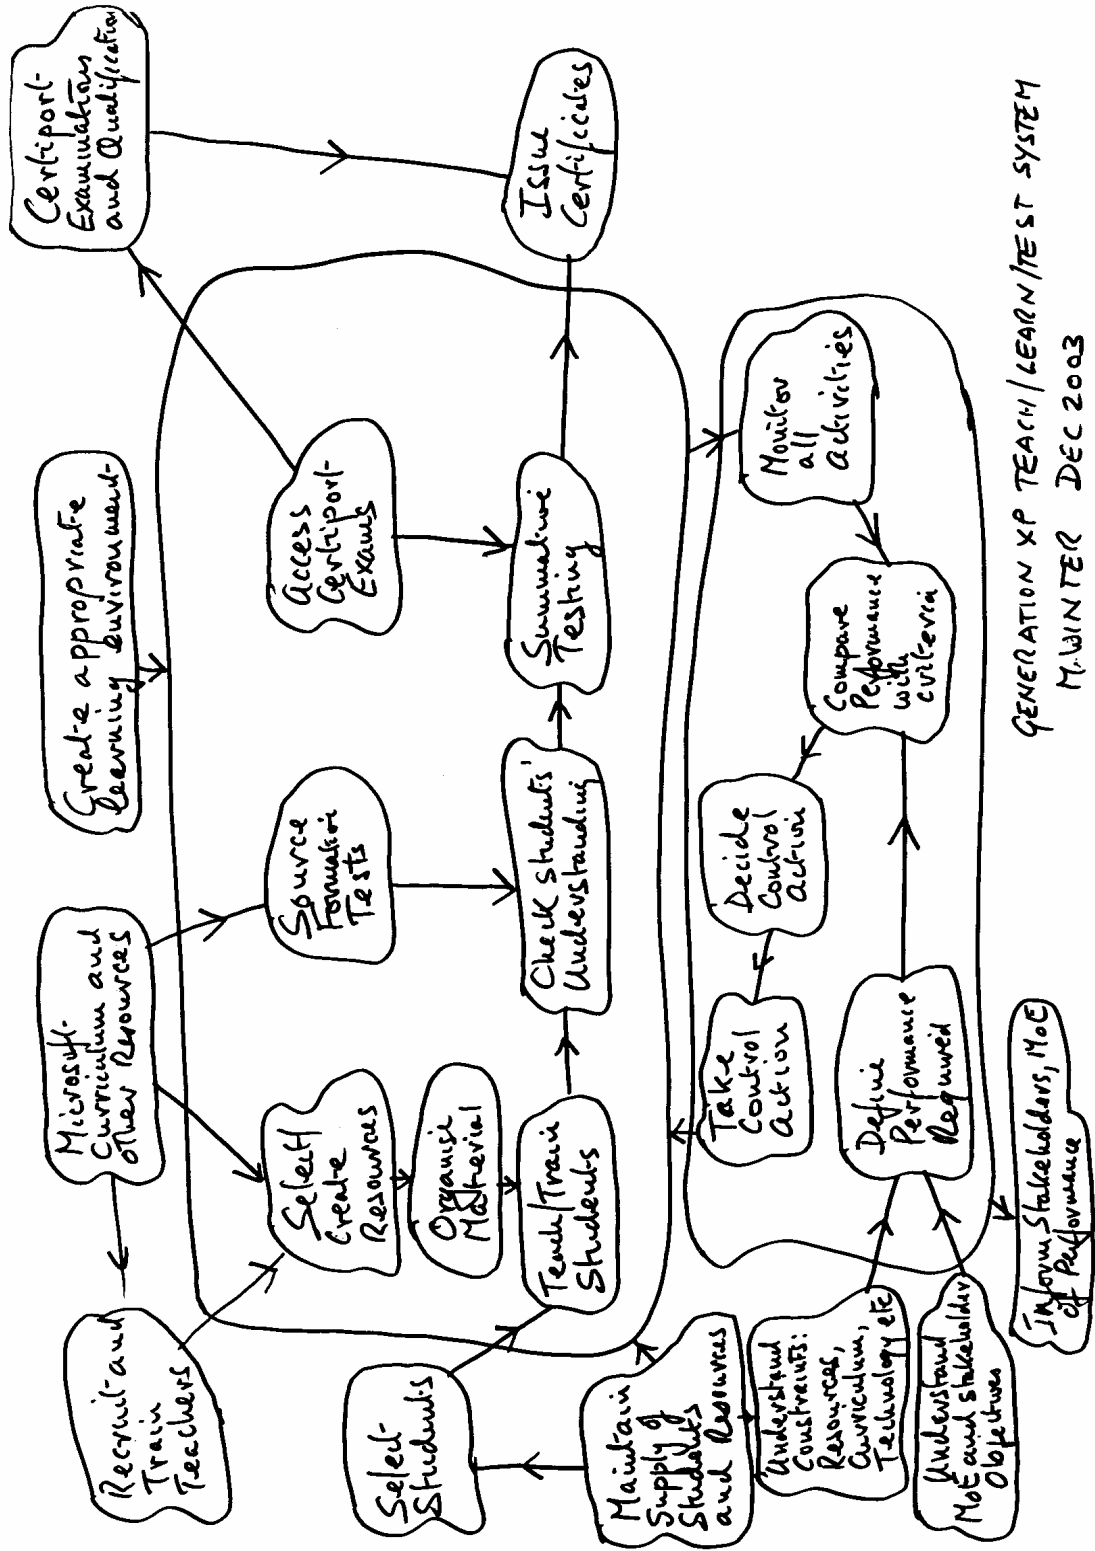 Recruit and
Train
Teachers
Microsoft
Curriculum and
other Resources
Create appropriate
learning environment
Certiport
Examinations
and Qualification
Select/
Create
Resources
Source
Formative
Tests
Access
Certiport
Exams
Organise
Material
Select
Students
Teach/Train
Students
Check Students'
Understanding
Summative
Testing
Issue
Certificates
Maintain
Supply of
Students
and Resources
Take
Control
Action
Decide
Control
Action
Monitor
all
Activities
Understand
Constraints:
Resources,
Curriculum,
Technology etc
Define
Performance
Required
Compare
Performance
with
criteria
Understand
MoE and stakeholder
Objectives
Inform Stakeholders, MoE
of Performance
GENERATION XP TEACH/LEARN/TEST SYSTEM
M.WINTER DEC 2003